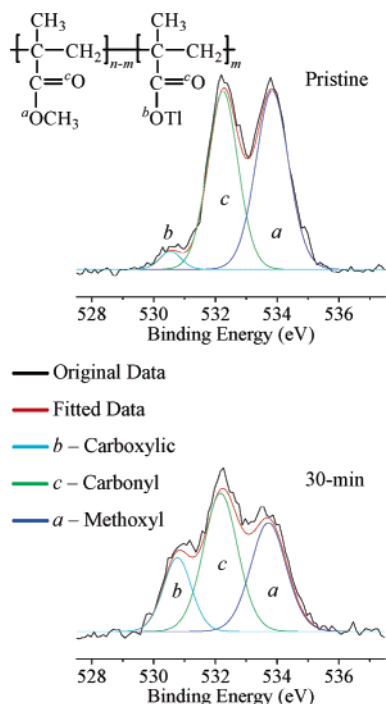 CH3 CH3
[C CH2]n-m [C CH2]m
C=cO C=cO
aOCH3 bOTl
Pristine
b c a
528 530 532 534 536
Binding Energy (eV)
Original Data
Fitted Data
b – Carboxylic
c – Carbonyl
a – Methoxyl
30-min
b c a
528 530 532 534 536
Binding Energy (eV)